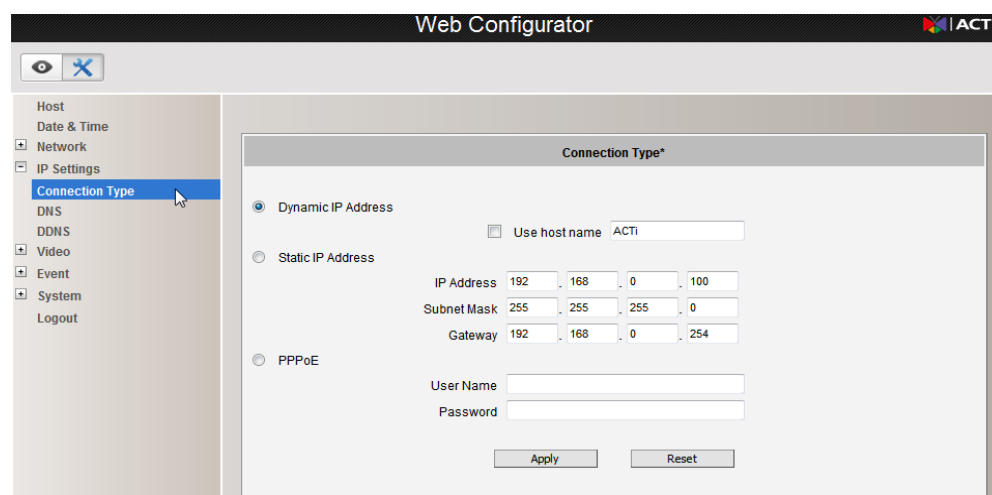 Web Configurator
ACT
Host
Date & Time
Network
IP Settings
Connection Type
DNS
DDNS
Video
Event
System
Logout
Connection Type*
Dynamic IP Address
Use host name ACTi
Static IP Address
IP Address 192 . 168 . 0 . 100
Subnet Mask 255 . 255 . 255 . 0
Gateway 192 . 168 . 0 . 254
PPPoE
User Name
Password
Apply Reset